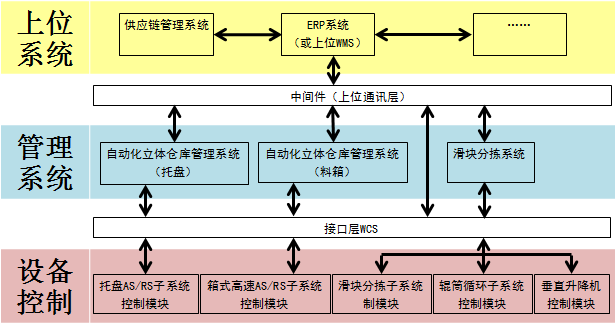 上位
系统
供应链管理系统
ERP系统
（或上位WMS）
……
中间件（上位通讯层）
管理
系统
自动化立体仓库管理系统
（托盘）
自动化立体仓库管理系统
（料箱）
滑块分拣系统
接口层WCS
设备
控制
托盘AS/RS子系统
控制模块
箱式高速AS/RS子系统
控制模块
滑块分拣子系统
制模块
辊筒循环子系统
控制模块
垂直升降机
控制模块